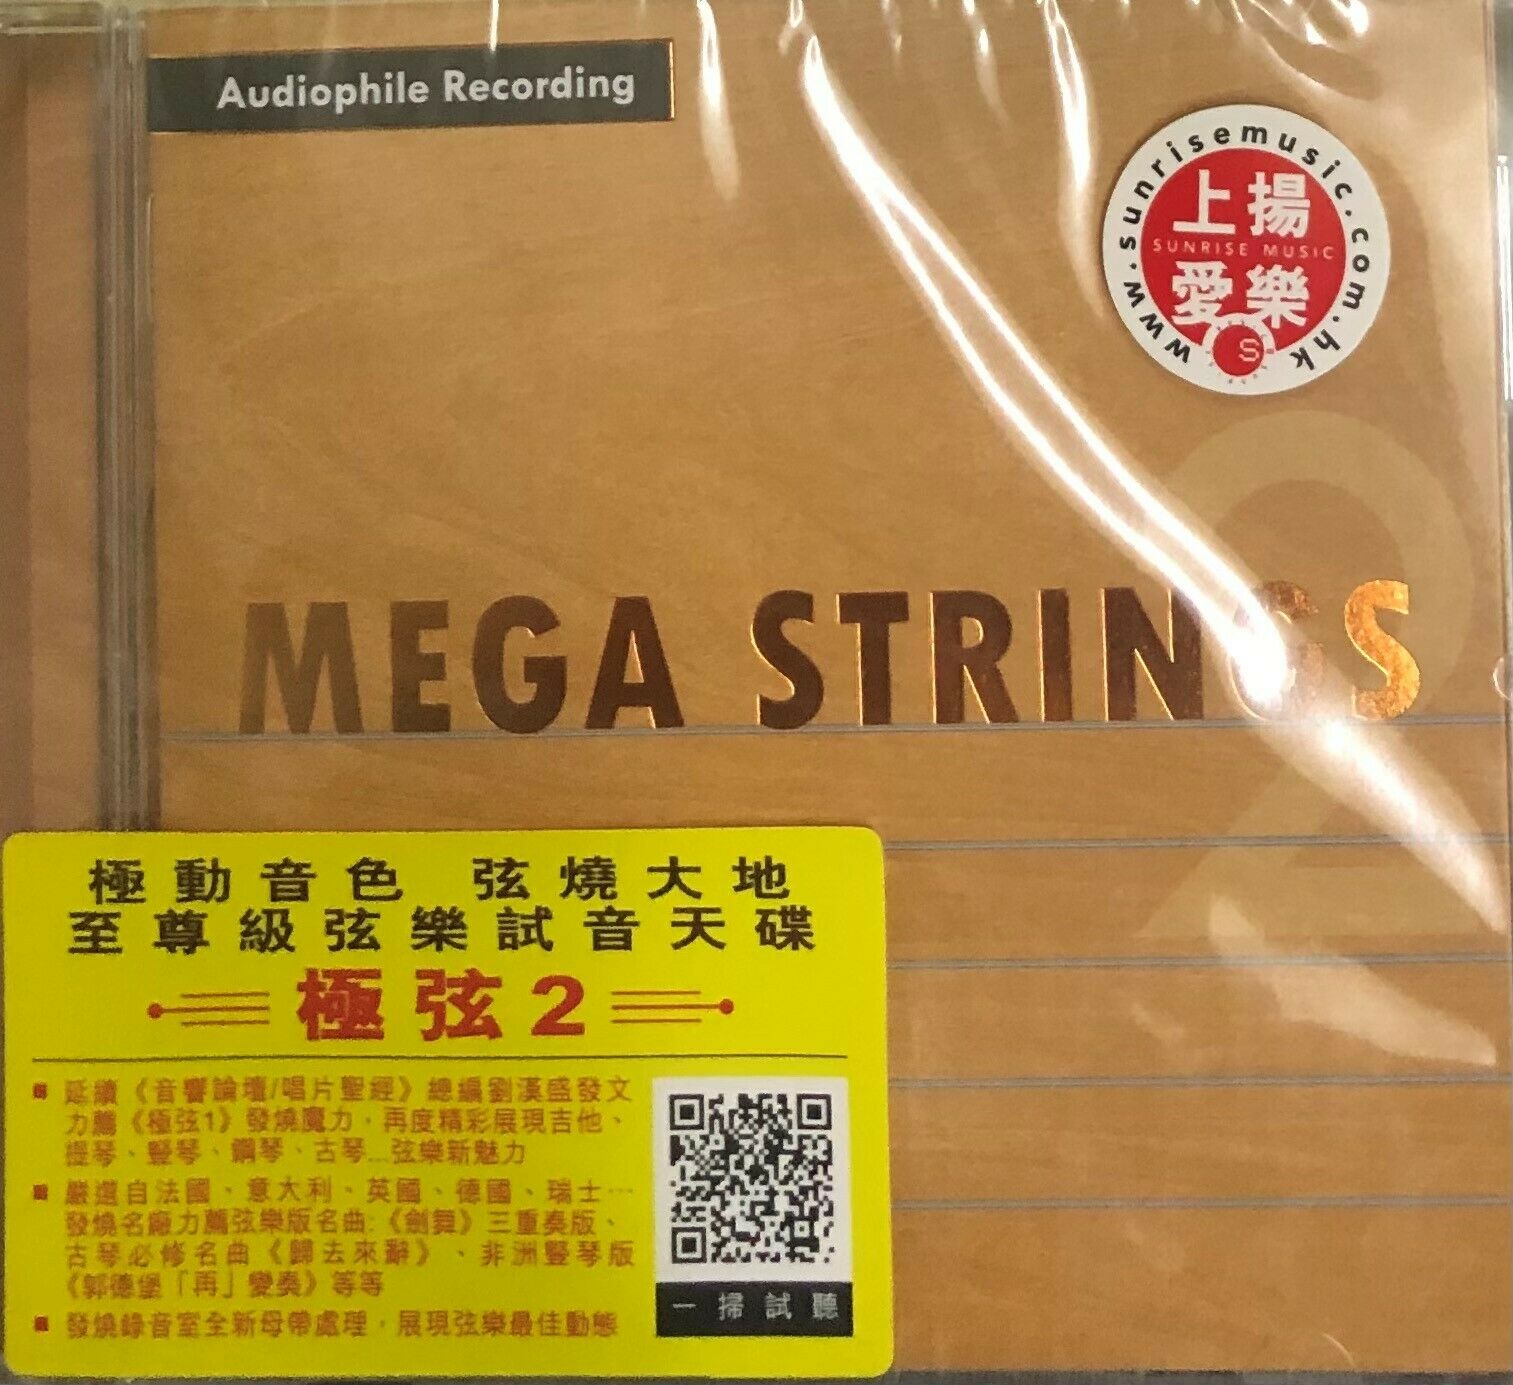 Audiophile Recording
www.sunrisemusic.com.hk
上揚
SUNRISE MUSIC
愛樂
S
2
MEGA STRINGS
極動音色 弦燒大地
至尊級弦樂試音天碟
極弦2
延續《音響論壇/唱片聖經》總編劉漢盛發文
力薦《極弦1》發燒魔力，再度精彩展現吉他、
提琴、豎琴、鋼琴、古琴...弦樂新魅力
嚴選自法國、意大利、英國、德國、瑞士…
發燒名廠力薦弦樂版名曲:《劍舞》三重奏版、
古琴必修名曲《歸去來辭》、非洲豎琴版
《郭德堡「再」變奏》等等
發燒錄音室全新母帶處理，展現弦樂最佳動態
一掃試聽